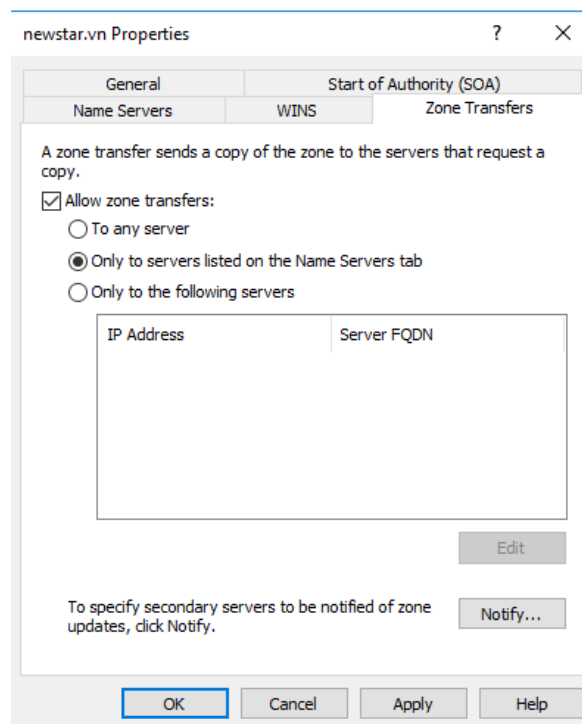 newstar.vn Properties
?
General
Start of Authority (SOA)
Name Servers
WINS
Zone Transfers
A zone transfer sends a copy of the zone to the servers that request a
copy.
Allow zone transfers:
To any server
Only to servers listed on the Name Servers tab
Only to the following servers
IP Address
Server FQDN
Edit
To specify secondary servers to be notified of zone
updates, click Notify.
Notify...
OK
Cancel
Apply
Help